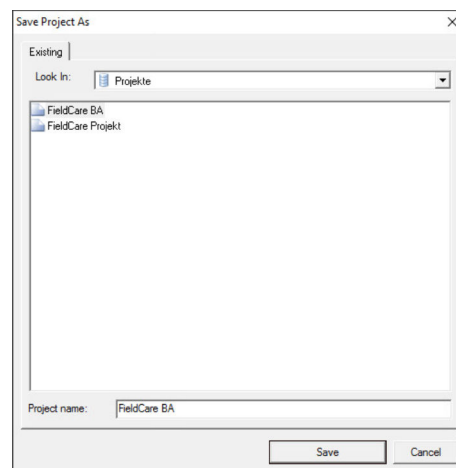 Save Project As
Existing
Look In: Projekte
FieldCare BA
FieldCare Projekt
Project name: FieldCare BA
Save Cancel